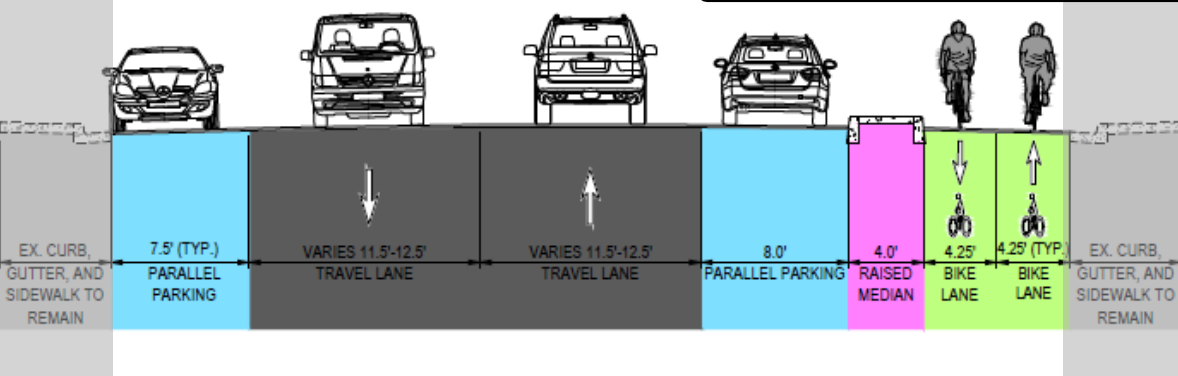 EX. CURB,
GUTTER, AND
SIDEWALK TO
REMAIN
7.5' (TYP.)
PARALLEL
PARKING
VARIES 11.5'-12.5'
TRAVEL LANE
VARIES 11.5'-12.5'
TRAVEL LANE
8.0'
PARALLEL PARKING
4.0'
RAISED
MEDIAN
4.25'
BIKE
LANE
4.25' (TYP.)
BIKE
LANE
EX. CURB,
GUTTER, AND
SIDEWALK TO
REMAIN